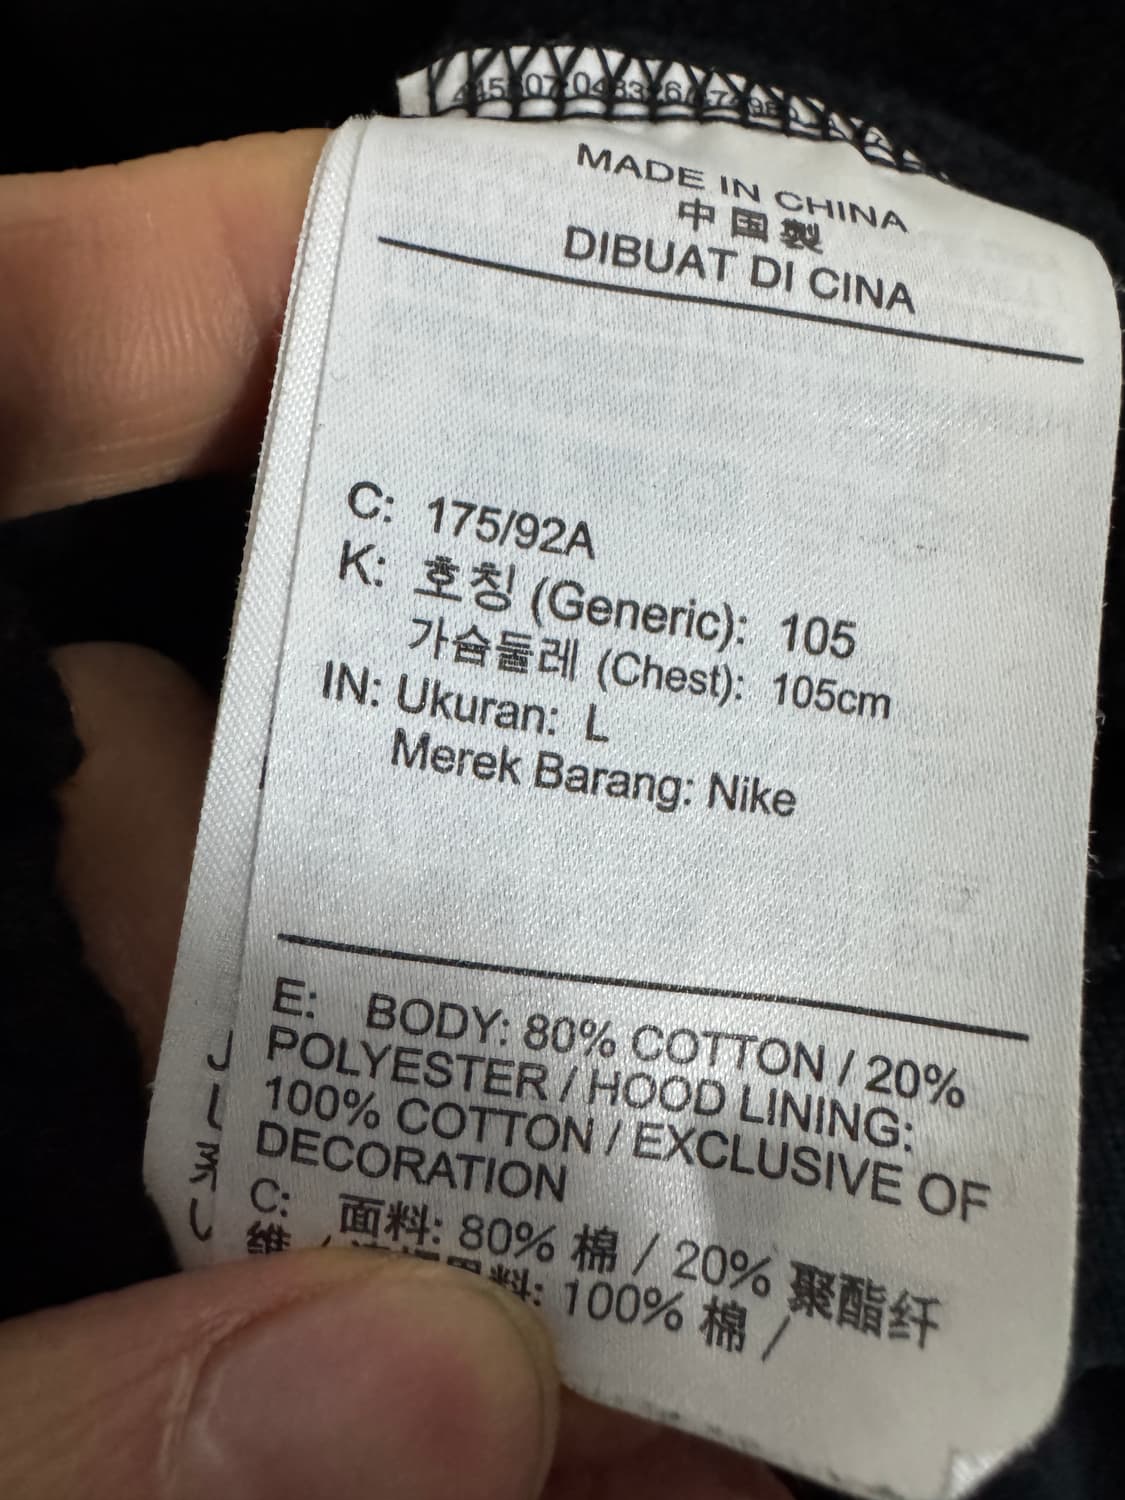 MADE IN CHINA
中国製
DIBUAT DI CINA
C: 175/92A
K: 호칭 (Generic): 105
가슴둘레 (Chest): 105cm
IN: Ukuran: L
Merek Barang: Nike
E: BODY: 80% COTTON / 20%
POLYESTER / HOOD LINING:
100% COTTON / EXCLUSIVE OF
DECORATION
C: 面料: 80% 棉 / 20% 聚酯纤
维 / 料: 100% 棉 /